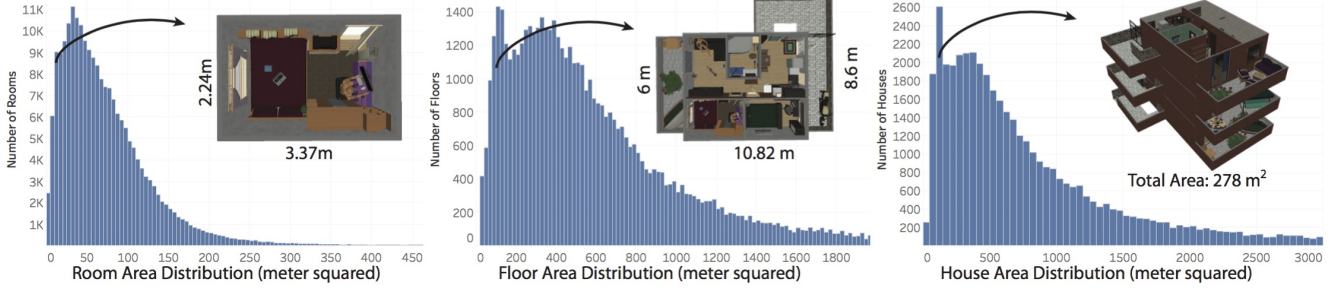 11K
10K
9K
8K
7K
6K
5K
4K
3K
2K
1K
Number of Rooms
2.24m
3.37m
0 50 100 150 200 250 300 350 400 450
Room Area Distribution (meter squared)
1400
1200
1000
800
600
400
200
0
Number of Floors
6 m
8.6 m
10.82 m
0 200 400 600 800 1000 1200 1400 1600 1800
Floor Area Distribution (meter squared)
2600
2200
2000
1800
1600
1400
1200
1000
800
600
400
200
Number of Houses
Total Area: 278 m²
0 500 1000 1500 2000 2500 3000
House Area Distribution (meter squared)